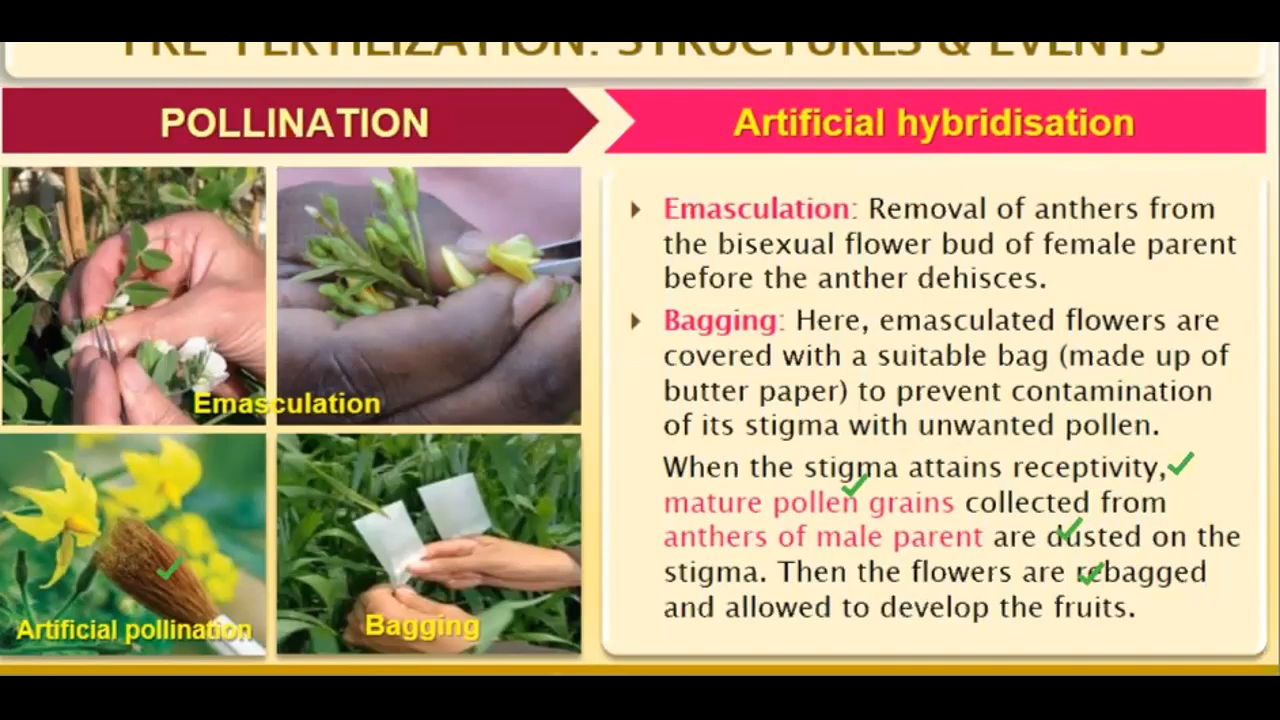 PRE-FERTILIZATION: STRUCTURES & EVENTS
POLLINATION
Artificial hybridisation
Emasculation
Artificial pollination
Bagging
Emasculation: Removal of anthers from
the bisexual flower bud of female parent
before the anther dehisces.
Bagging: Here, emasculated flowers are
covered with a suitable bag (made up of
butter paper) to prevent contamination
of its stigma with unwanted pollen.
When the stigma attains receptivity,
mature pollen grains collected from
anthers of male parent are dusted on the
stigma. Then the flowers are rebagged
and allowed to develop the fruits.